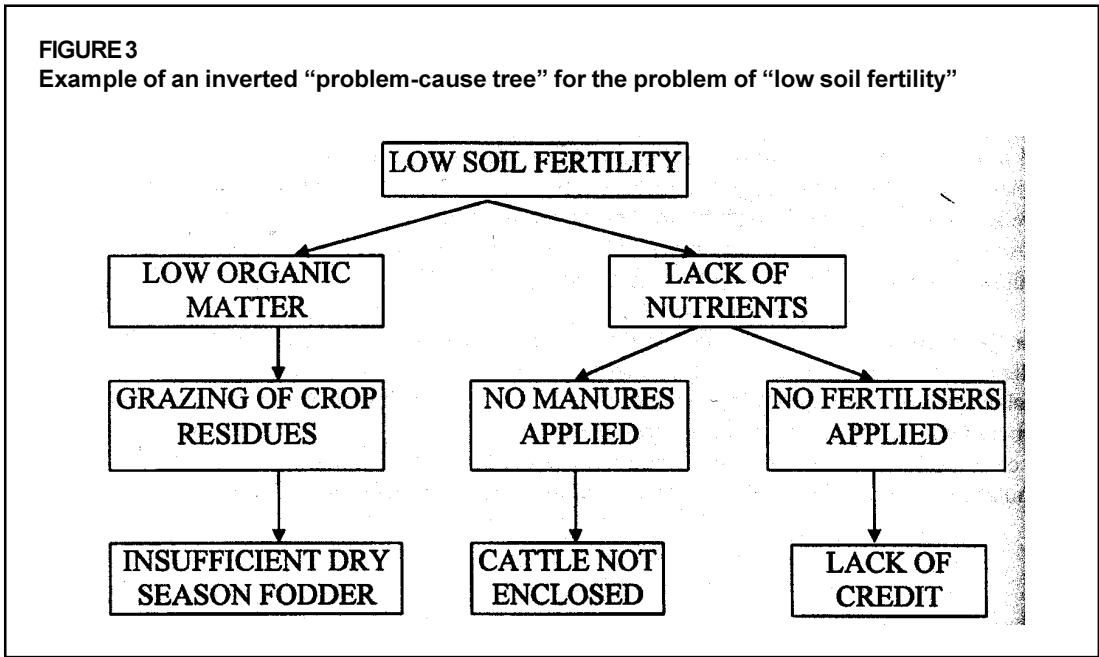 FIGURE 3
Example of an inverted “problem-cause tree” for the problem of “low soil fertility”
LOW SOIL FERTILITY
LOW ORGANIC
MATTER
LACK OF
NUTRIENTS
GRAZING OF CROP
RESIDUES
NO MANURES
APPLIED
NO FERTILISERS
APPLIED
INSUFFICIENT DRY
SEASON FODDER
CATTLE NOT
ENCLOSED
LACK OF
CREDIT